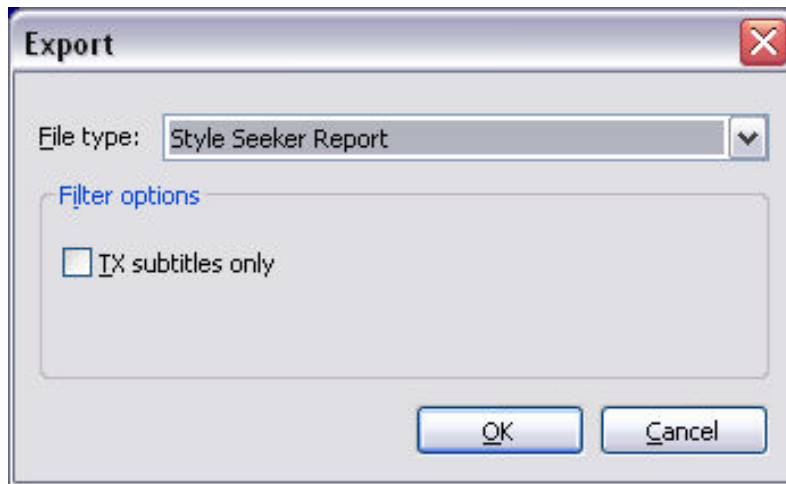 Export
File type: Style Seeker Report
Filter options
TX subtitles only
OK Cancel